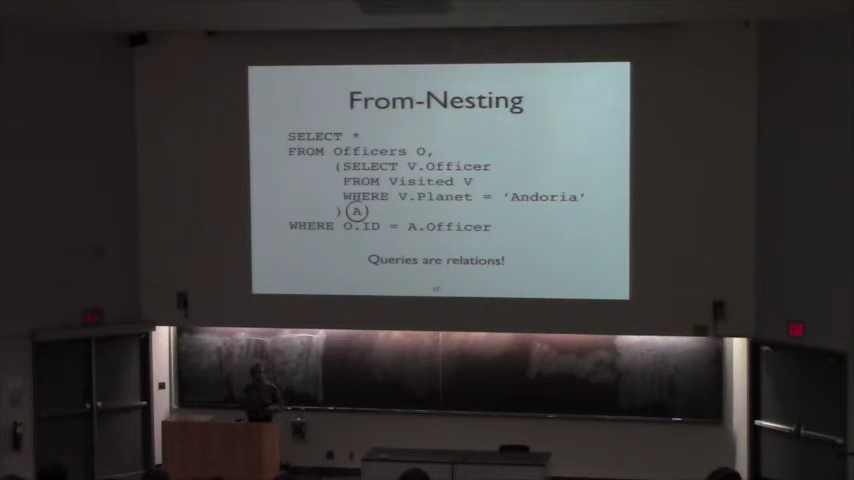 From-Nesting
SELECT *
FROM Officers O,
(SELECT V.Officer
FROM Visited V
WHERE V.Planet = ‘Andoria’
) A
WHERE O.ID = A.Officer
Queries are relations!